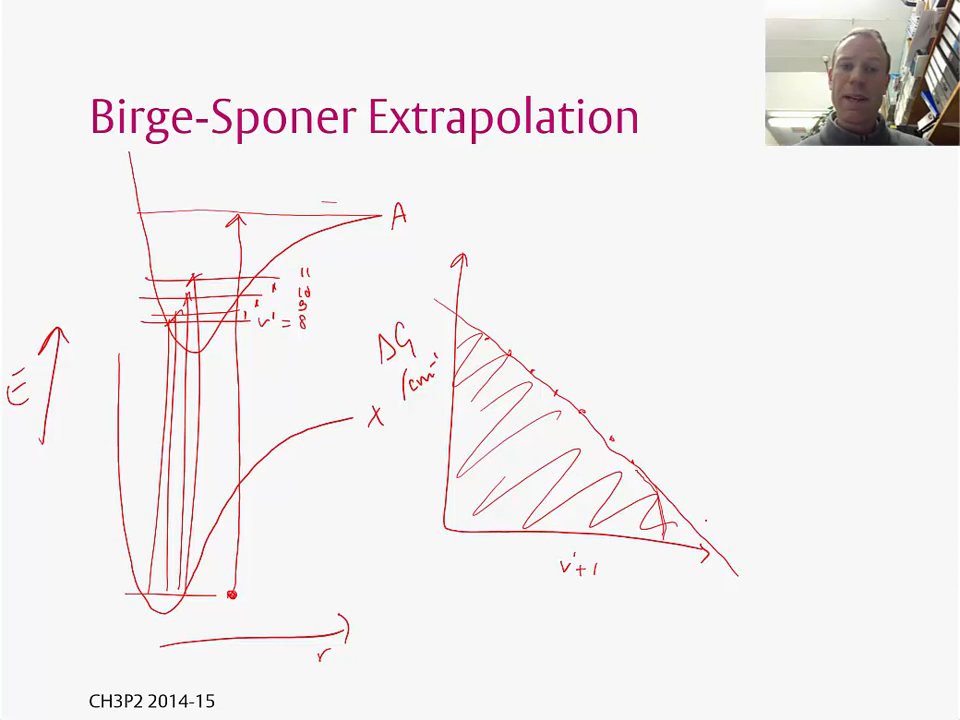 Birge-Sponer Extrapolation
A
11
10
9
v' = 8
E
ΔG
/cm⁻¹
X
v'+1
r
CH3P2 2014-15